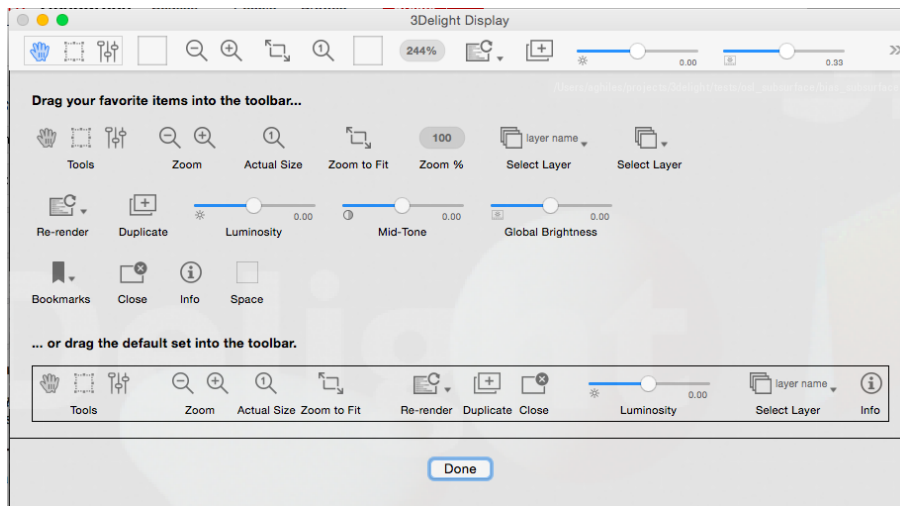 3Delight Display
1 244% 0.00 0.33 »
Drag your favorite items into the toolbar...
1 100 layer name
Tools Zoom Actual Size Zoom to Fit Zoom % Select Layer Select Layer
0.00 0.00 0.00
Re-render Duplicate Luminosity Mid-Tone Global Brightness
Bookmarks Close Info Space
... or drag the default set into the toolbar.
1 0.00 layer name
Tools Zoom Actual Size Zoom to Fit Re-render Duplicate Close Luminosity Select Layer Info
Done